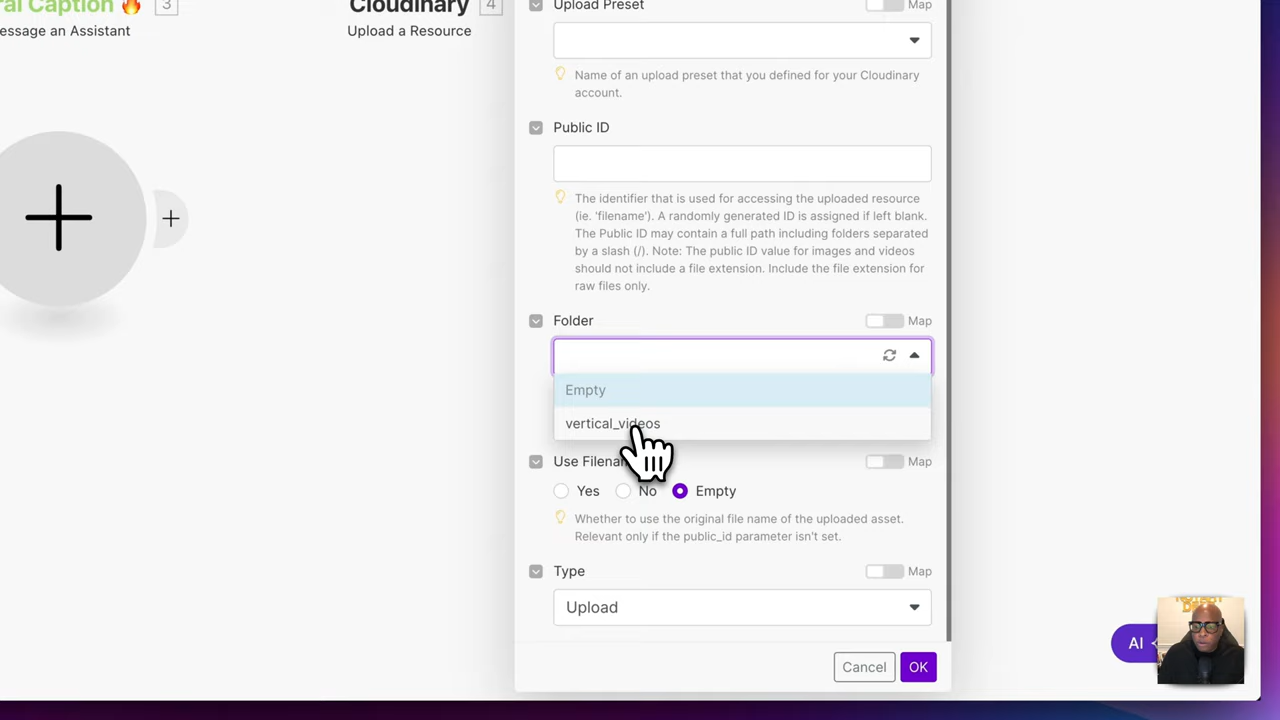 ral Caption 🔥 3
essage an Assistant
Cloudinary 4
Upload a Resource
Upload Preset
Map
Name of an upload preset that you defined for your Cloudinary
account.
Public ID
The identifier that is used for accessing the uploaded resource
(ie. 'filename'). A randomly generated ID is assigned if left blank.
The Public ID may contain a full path including folders separated
by a slash (/). Note: The public ID value for images and videos
should not include a file extension. Include the file extension for
raw files only.
Folder
Map
Empty
vertical_videos
Use Filenam
Map
Yes No Empty
Whether to use the original file name of the uploaded asset.
Relevant only if the public_id parameter isn't set.
Type
Map
Upload
Cancel OK
AI